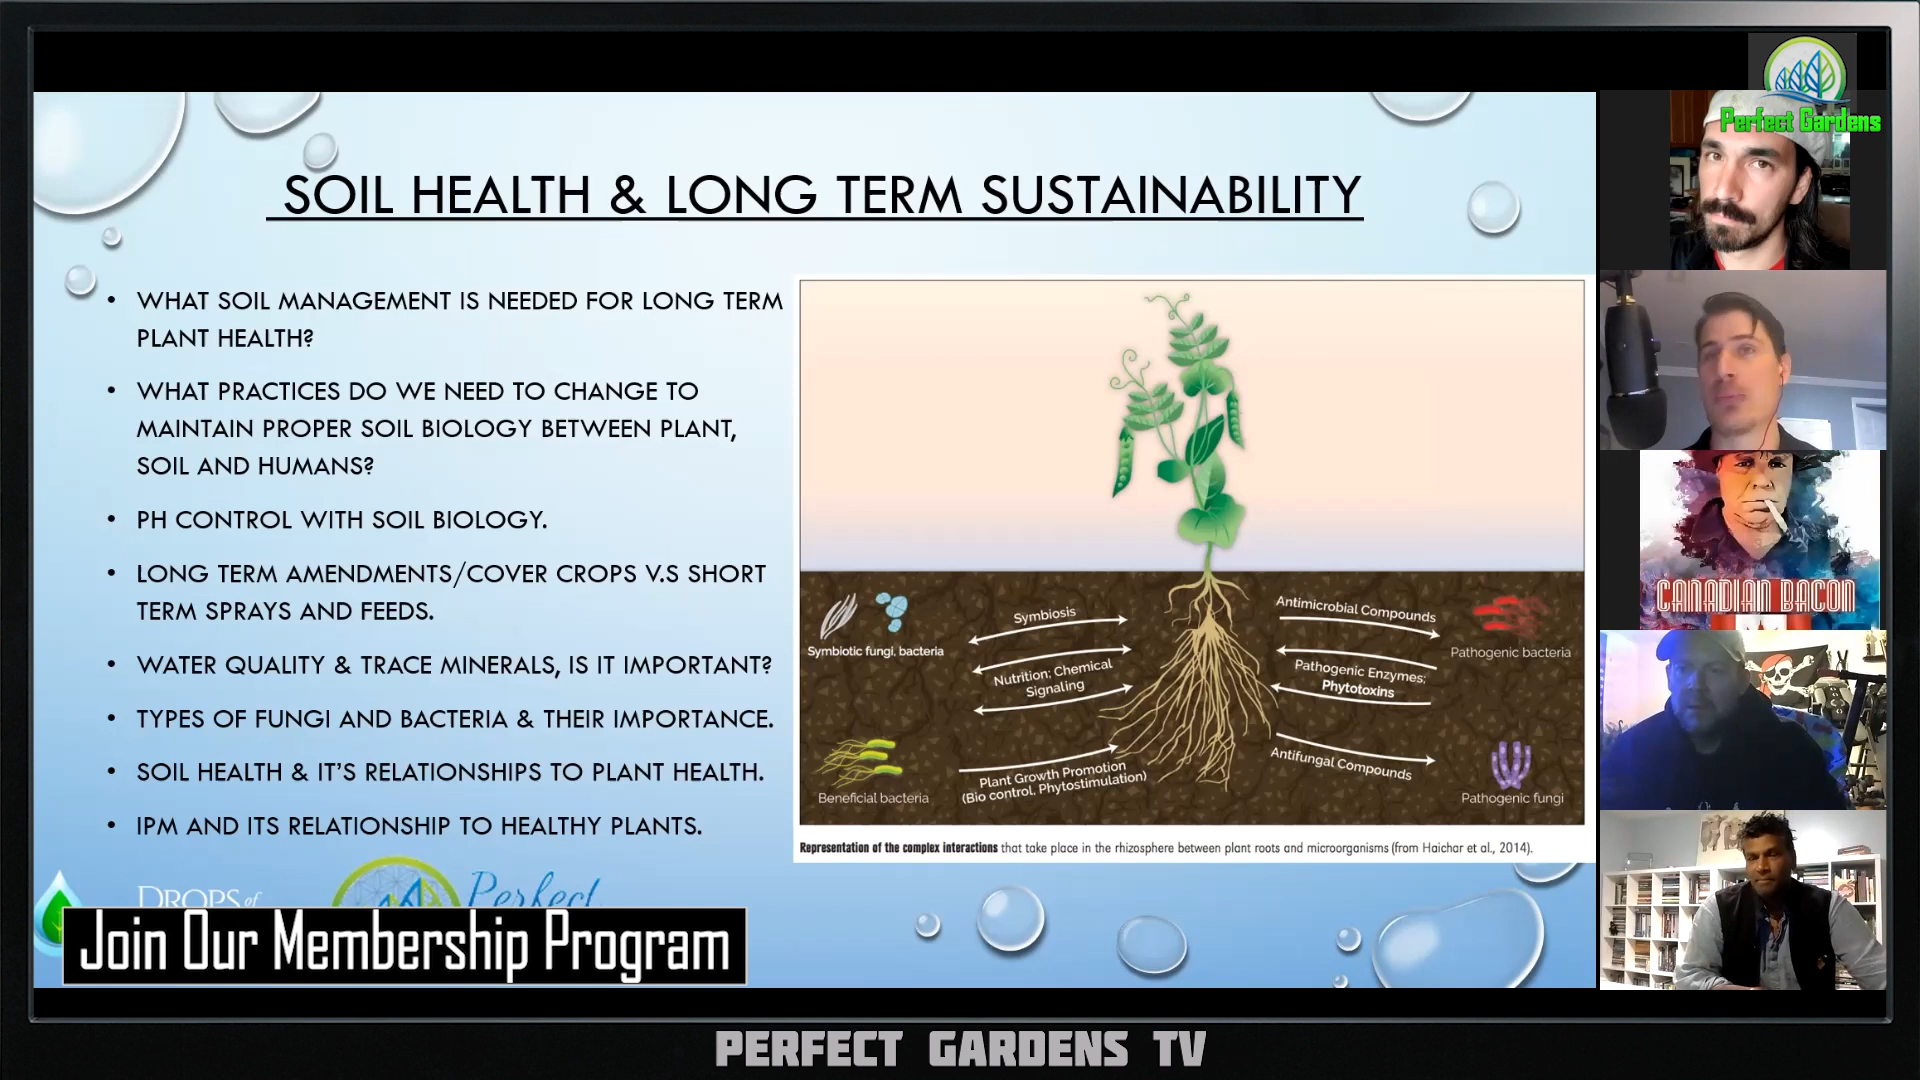 Perfect Gardens
SOIL HEALTH & LONG TERM SUSTAINABILITY
• WHAT SOIL MANAGEMENT IS NEEDED FOR LONG TERM
PLANT HEALTH?
• WHAT PRACTICES DO WE NEED TO CHANGE TO
MAINTAIN PROPER SOIL BIOLOGY BETWEEN PLANT,
SOIL AND HUMANS?
• PH CONTROL WITH SOIL BIOLOGY.
• LONG TERM AMENDMENTS/COVER CROPS V.S SHORT
TERM SPRAYS AND FEEDS.
• WATER QUALITY & TRACE MINERALS, IS IT IMPORTANT?
• TYPES OF FUNGI AND BACTERIA & THEIR IMPORTANCE.
• SOIL HEALTH & IT'S RELATIONSHIPS TO PLANT HEALTH.
• IPM AND ITS RELATIONSHIP TO HEALTHY PLANTS.
Symbiotic fungi, bacteria
Symbiosis
Nutrition; Chemical
Signaling
Beneficial bacteria
Plant Growth Promotion
(Bio control, Phytostimulation)
Antimicrobial Compounds
Pathogenic bacteria
Pathogenic Enzymes;
Phytotoxins
Antifungal Compounds
Pathogenic fungi
Representation of the complex interactions that take place in the rhizosphere between plant roots and microorganisms (from Haichar et al., 2014).
DROPS of
Perfect
Join Our Membership Program
CANADIAN BACON
PERFECT GARDENS TV